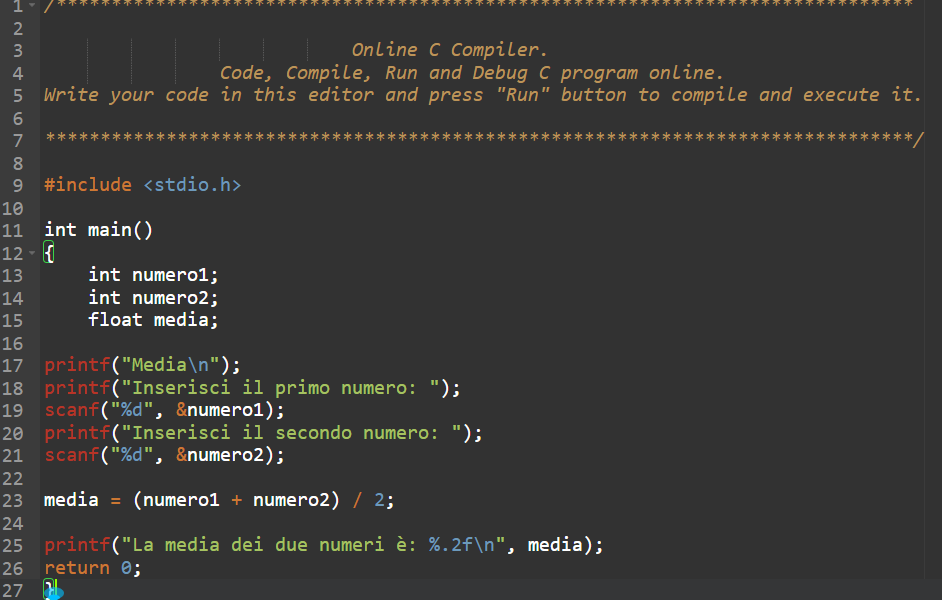 1 /******************************************************************************
2
3 Online C Compiler.
4 Code, Compile, Run and Debug C program online.
5 Write your code in this editor and press "Run" button to compile and execute it.
6
7 *******************************************************************************/
8
9 #include <stdio.h>
10
11 int main()
12 {
13 int numero1;
14 int numero2;
15 float media;
16
17 printf("Media\n");
18 printf("Inserisci il primo numero: ");
19 scanf("%d", &numero1);
20 printf("Inserisci il secondo numero: ");
21 scanf("%d", &numero2);
22
23 media = (numero1 + numero2) / 2;
24
25 printf("La media dei due numeri è: %.2f\n", media);
26 return 0;
27 }